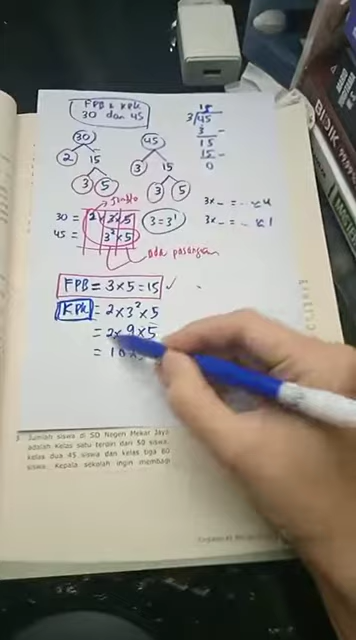 FPB & KPK
30 dan 45
30
2 15
3 5
45
3 15
3 5
15
3 45
3 -
15
15 -
0
30 = 2 × 3 × 5
45 = 3² × 5
3 = 3¹
ada pasangan
FPB = 3 × 5 = 15 ✓
KPK = 2 × 3² × 5
= 2 × 9 × 5
= 18 ×
3 Jumlah siswa di SD Negeri Mekar Jaya
adalah Kelas satu terdiri dari 50 siswa,
kelas dua 45 siswa dan kelas tiga 60
siswa. Kepala sekolah ingin membagi